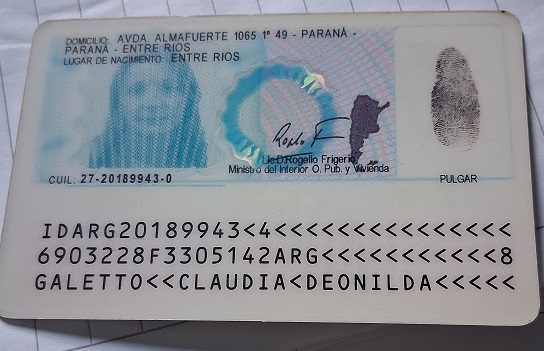 DOMICILIO: AVDA. ALMAFUERTE 1065 1º 49 - PARANÁ -
PARANÁ - ENTRE RIOS
LUGAR DE NACIMIENTO: ENTRE RIOS
Lic.D.Rogelio Frigerio
Ministro del Interior O. Pub. y Vivienda
CUIL: 27-20189943-0
PULGAR
IDARG20189943<4<<<<<<<<<<<<<<<
6903228F3305142ARG<<<<<<<<<<<8
GALETTO<<CLAUDIA<DEONILDA<<<<<